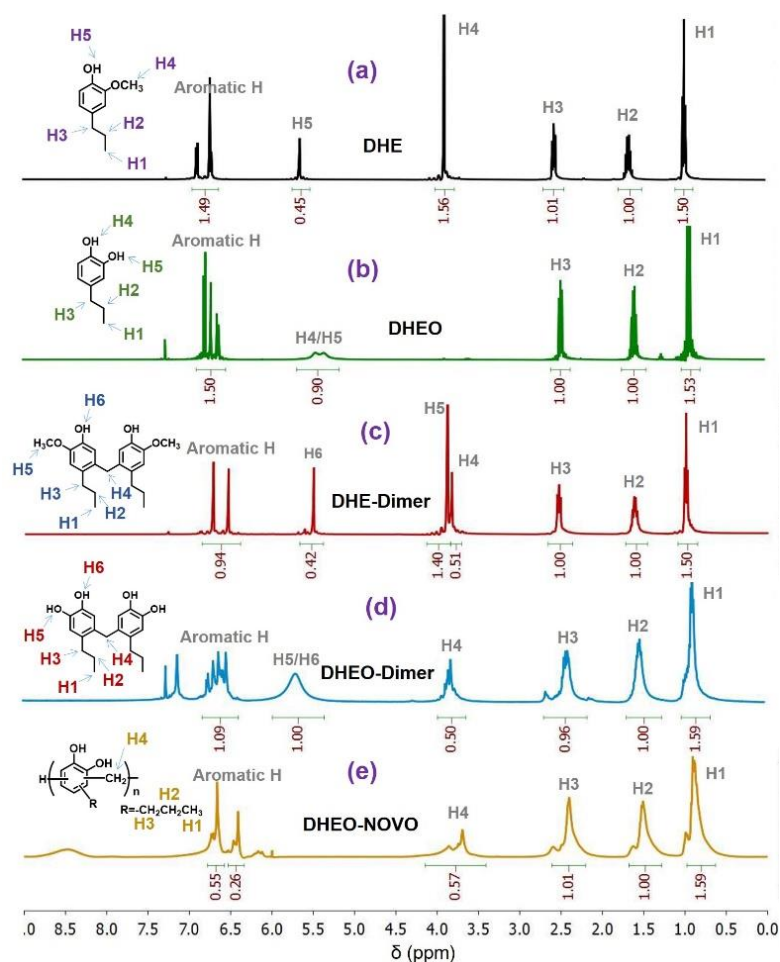 (a)
H5
OH
H4
OCH₃
H3
H2
H1
Aromatic H
H5
DHE
H4
H3
H2
H1
1.49
0.45
1.56
1.01
1.00
1.50
(b)
H4
OH
OH
H5
H2
H3
H1
Aromatic H
H4/H5
DHEO
H3
H2
H1
1.50
0.90
1.00
1.00
1.53
(c)
H6
OH
OH
H₃CO
OCH₃
H5
H3
H4
H2
H1
Aromatic H
H6
DHE-Dimer
H5
H4
H3
H2
H1
0.94
0.42
1.40
0.51
1.00
1.00
1.50
(d)
H6
OH
OH
HO
OH
H5
H3
H4
H1
H2
Aromatic H
H5/H6
DHEO-Dimer
H4
H3
H2
H1
1.09
1.00
0.50
0.96
1.00
1.59
(e)
H4
OH
OH
H
CH₂
n
R
R=-CH₂CH₂CH₃
H2
H3
H1
Aromatic H
DHEO-NOVO
H4
H3
H2
H1
0.55
0.26
0.57
1.01
1.00
1.59
9.0 8.5 8.0 7.5 7.0 6.5 6.0 5.5 5.0 4.5 4.0 3.5 3.0 2.5 2.0 1.5 1.0 0.5 0.0
δ (ppm)